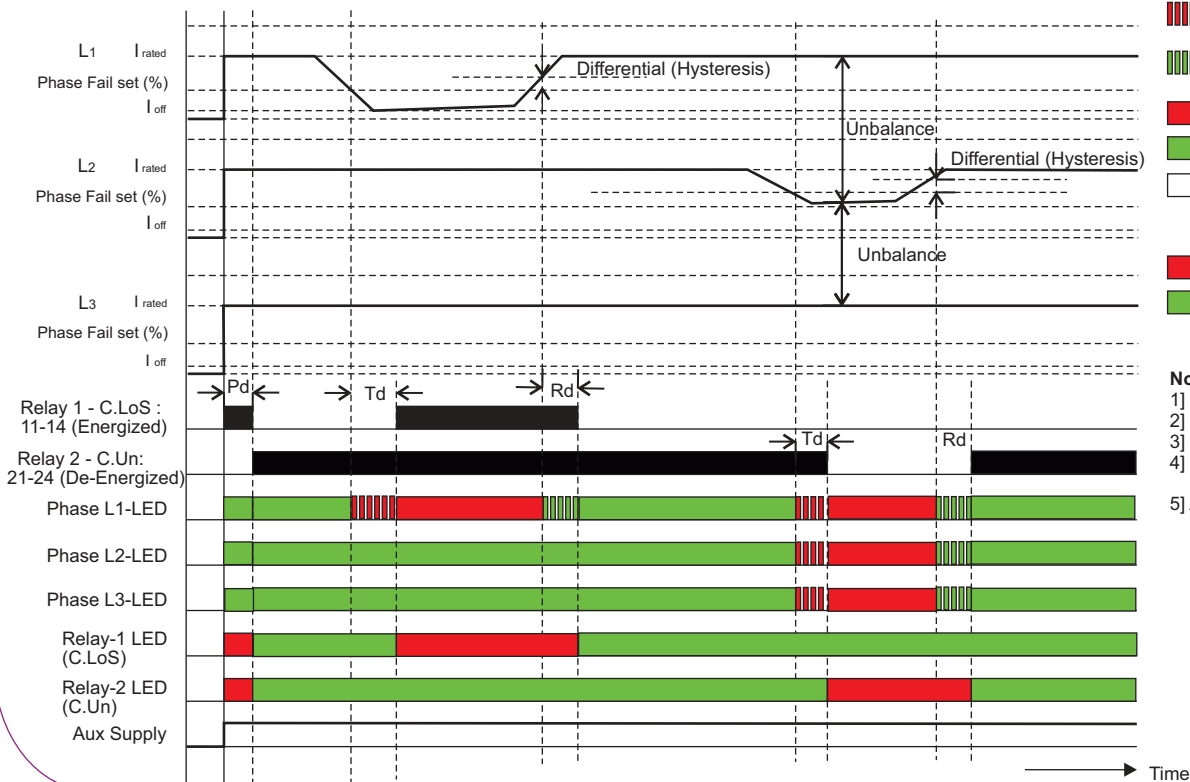 L1 I rated
Differential (Hysteresis)
Phase Fail set (%)
I off
Unbalance
L2 I rated
Differential (Hysteresis)
Phase Fail set (%)
I off
Unbalance
L3 I rated
Phase Fail set (%)
I off
Pd
Td
Rd
Relay 1 - C.LoS :
11-14 (Energized)
Td
Rd
Relay 2 - C.Un:
21-24 (De-Energized)
Phase L1-LED
Phase L2-LED
Phase L3-LED
Relay-1 LED
(C.LoS)
Relay-2 LED
(C.Un)
Aux Supply
Time
1]
2]
3]
4]
5]